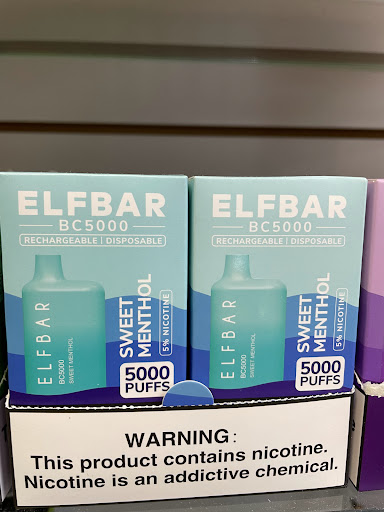 ELFBAR
BC5000
RECHARGEABLE | DISPOSABLE
ELFBAR
BC5000
SWEET MENTHOL
SWEET
MENTHOL
5% NICOTINE
5000
PUFFS
ELFBAR
BC5000
RECHARGEABLE | DISPOSABLE
ELFBAR
BC5000
SWEET MENTHOL
SWEET
MENTHOL
5% NICOTINE
5000
PUFFS
WARNING:
This product contains nicotine.
Nicotine is an addictive chemical.